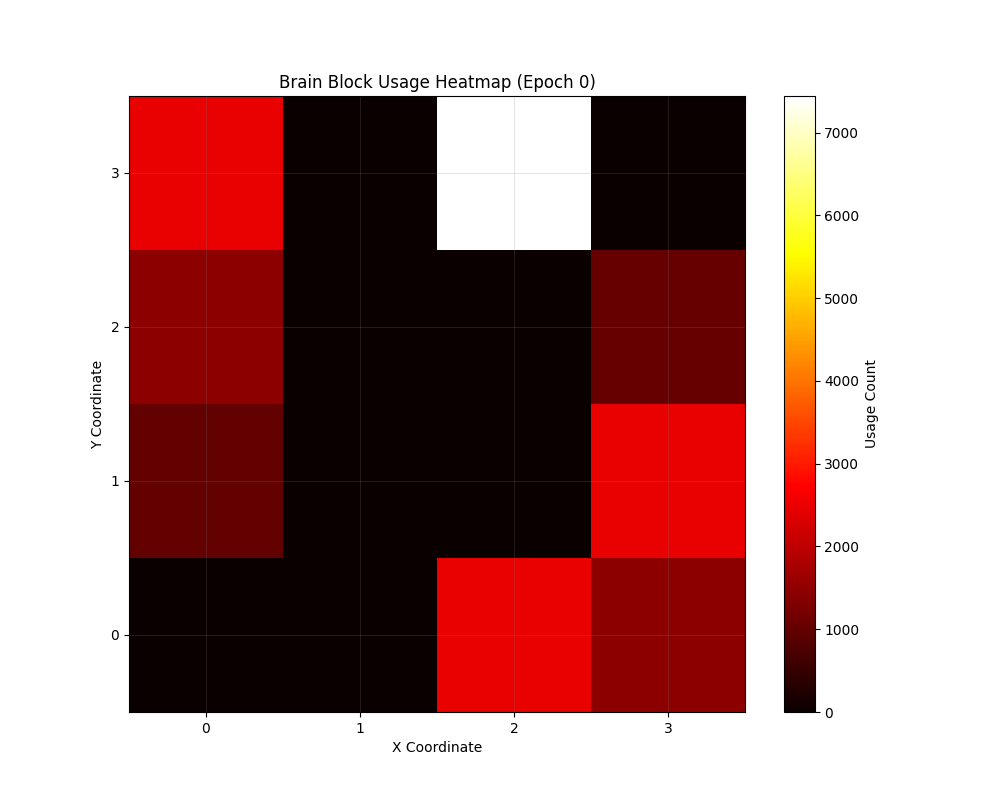 Brain Block Usage Heatmap (Epoch 0)
3
2
1
0
Y Coordinate
0 1 2 3
X Coordinate
7000
6000
5000
4000
3000
2000
1000
0
Usage Count